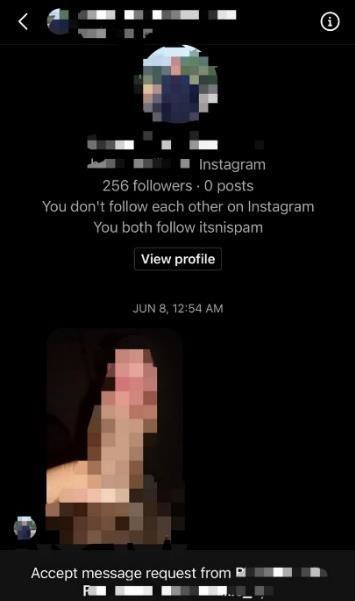 Instagram
256 followers · 0 posts
You don't follow each other on Instagram
You both follow itsnispam
View profile
JUN 8, 12:54 AM
Accept message request from